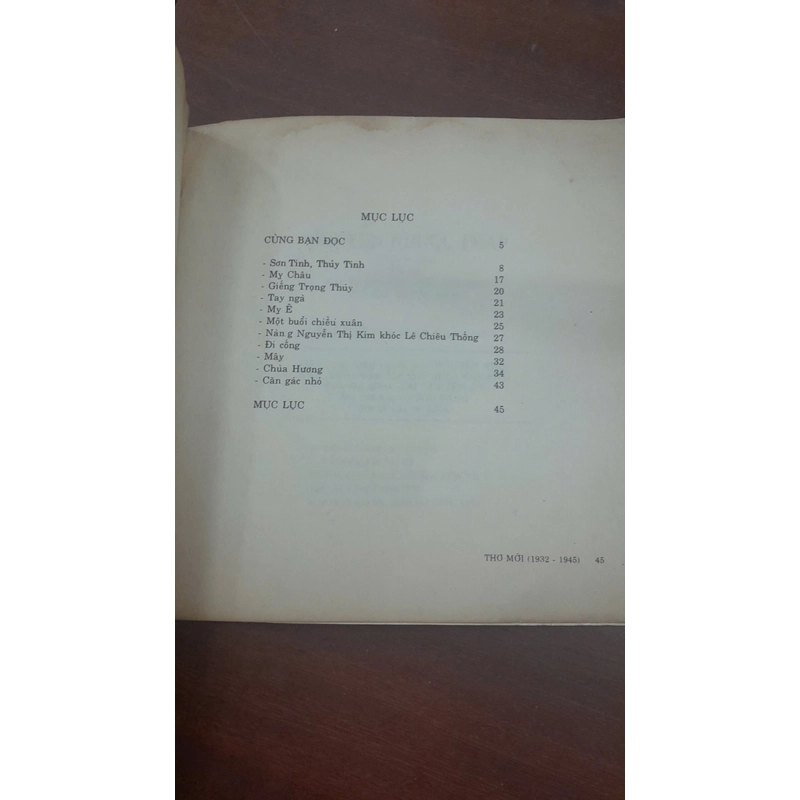 MỤC LỤC
CÙNG BẠN ĐỌC 5
- Sơn Tinh, Thủy Tinh 8
- My Châu 17
- Giếng Trọng Thủy 20
- Tay ngà 21
- My Ê 23
- Một buổi chiều xuân 25
- Nàng Nguyễn Thị Kim khóc Lê Chiêu Thống 27
- Đi cống 28
- Mây 32
- Chùa Hương 34
- Căn gác nhỏ 43
MỤC LỤC 45
THƠ MỚI (1932 - 1945) 45